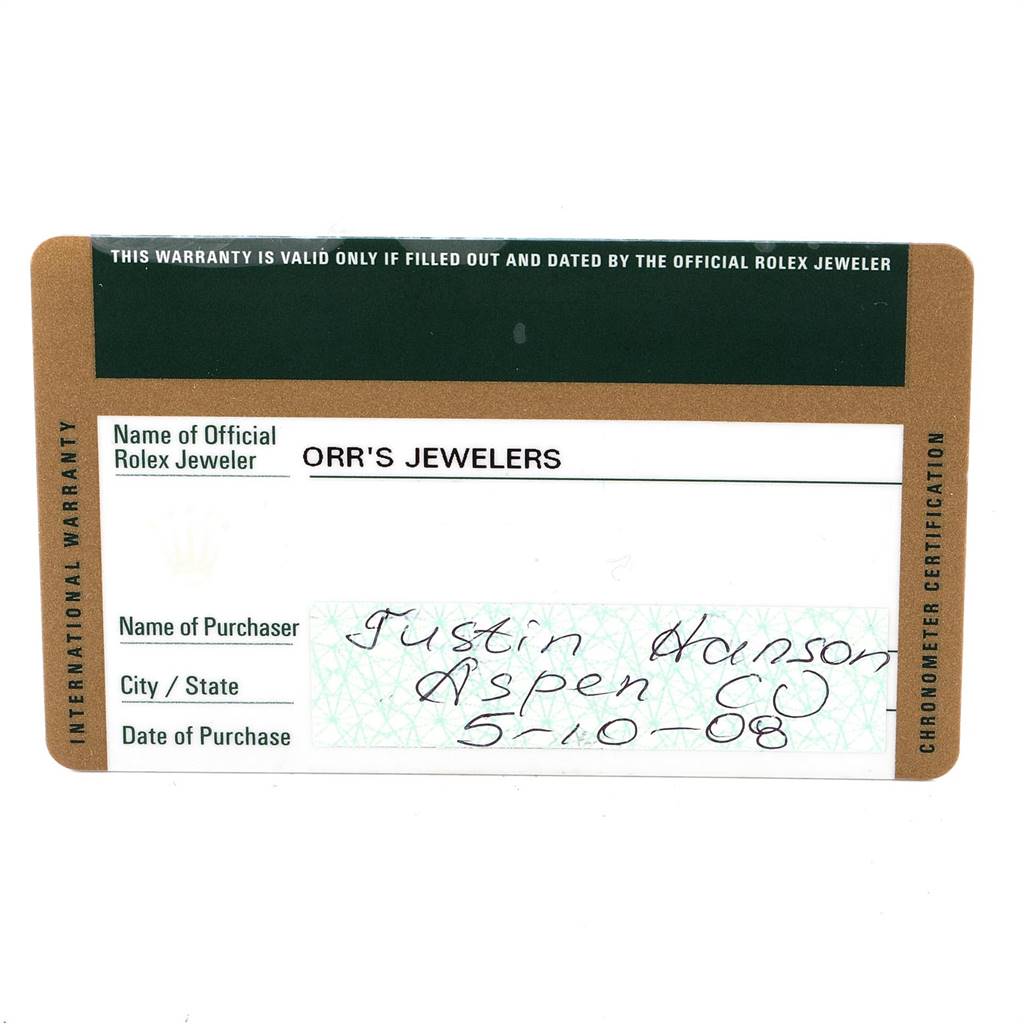 THIS WARRANTY IS VALID ONLY IF FILLED OUT AND DATED BY THE OFFICIAL ROLEX JEWELER
INTERNATIONAL WARRANTY
Name of Official
Rolex Jeweler ORR'S JEWELERS
Name of Purchaser Justin Hanson
City / State Aspen CO
Date of Purchase 5-10-08
CHRONOMETER CERTIFICATION